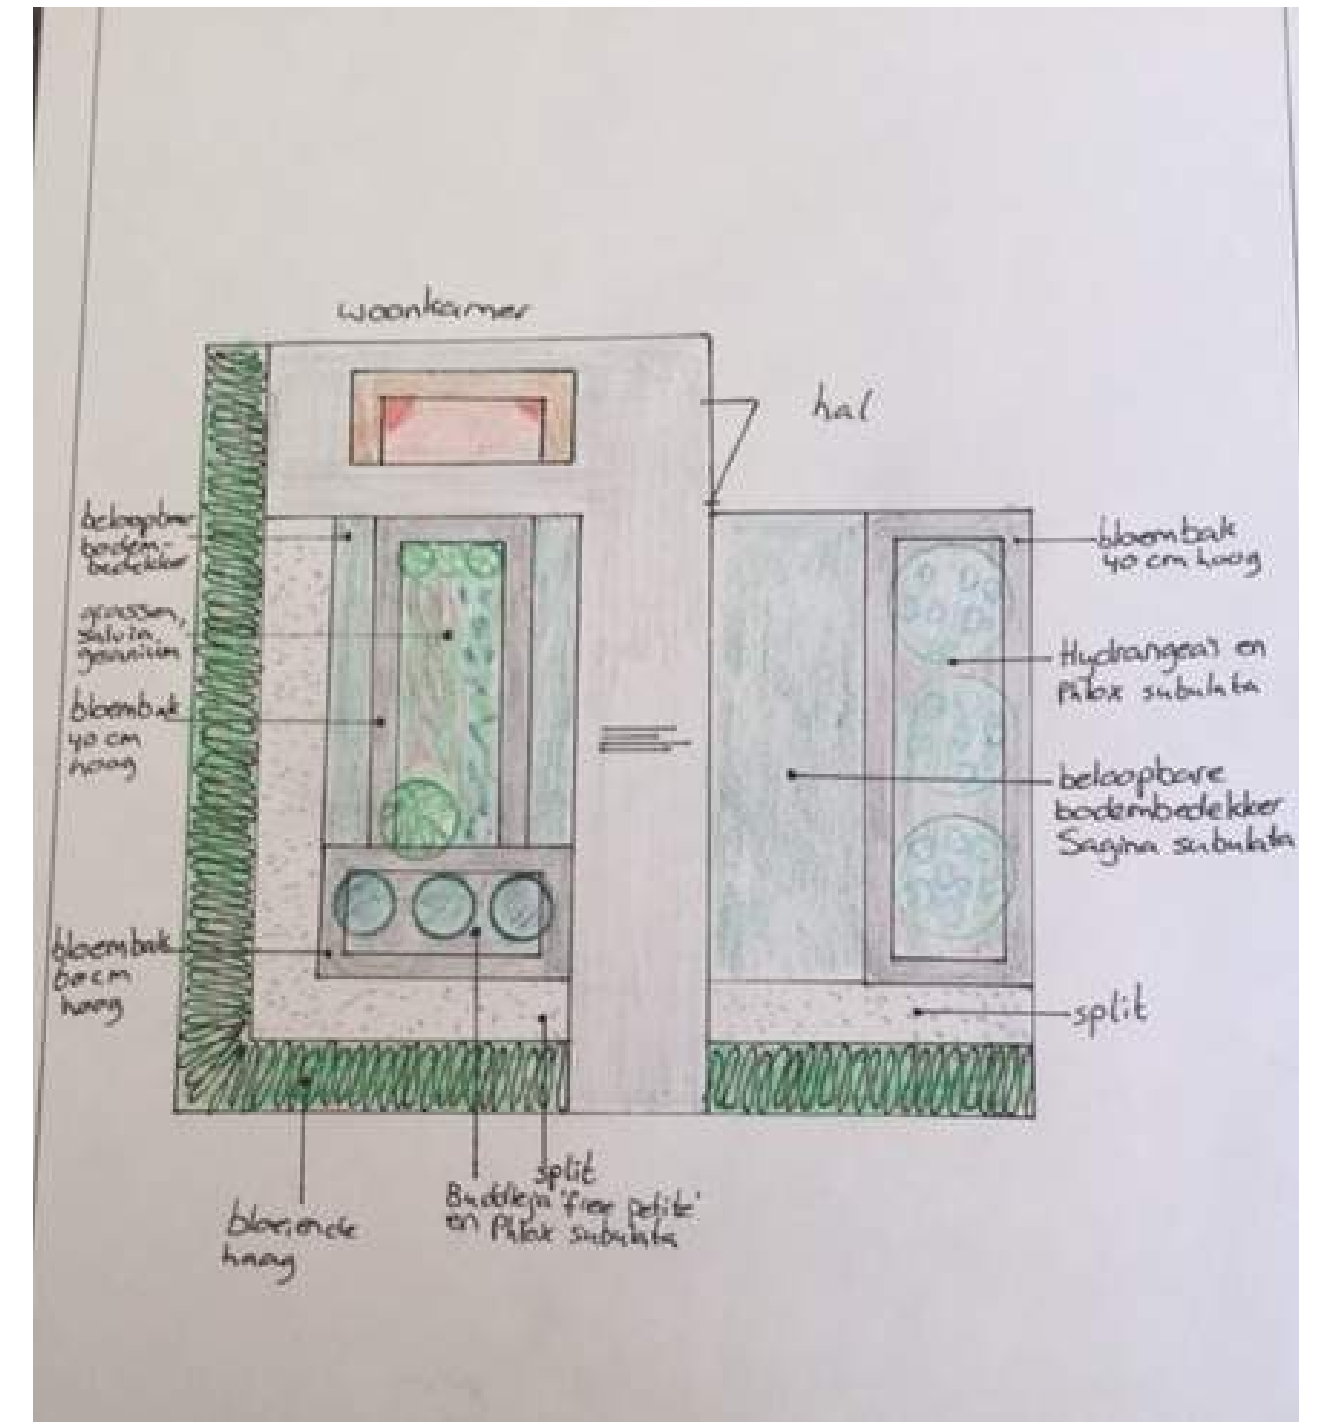 woonkamer
hal
beloopbare
bodem-
bedekker
grassen,
salvia,
geranium
bloembak
40 cm
hoog
bloembak
60 cm
hoog
bloembak
40 cm hoog
Hydrangea's en
Phlox subulata
beloopbare
bodembedekker
Sagina subulata
split
split
Buddleja 'free petite'
en Phlox subulata
bloeiende
haag